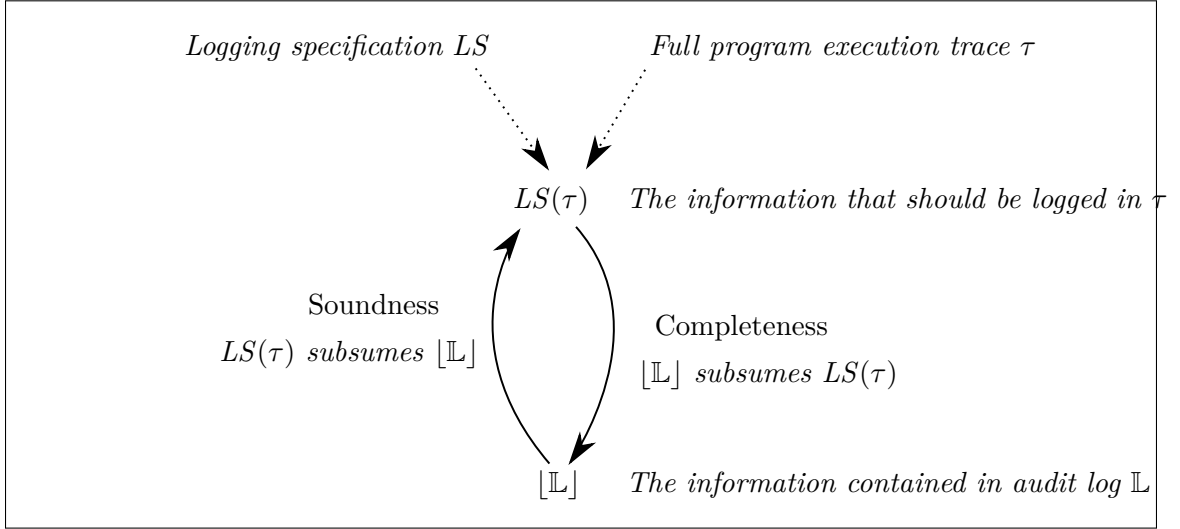 Logging specification LS
Full program execution trace τ
LS(τ)
The information that should be logged in τ
Soundness
LS(τ) subsumes ⌊𝕃⌋
Completeness
⌊𝕃⌋ subsumes LS(τ)
⌊𝕃⌋
The information contained in audit log 𝕃